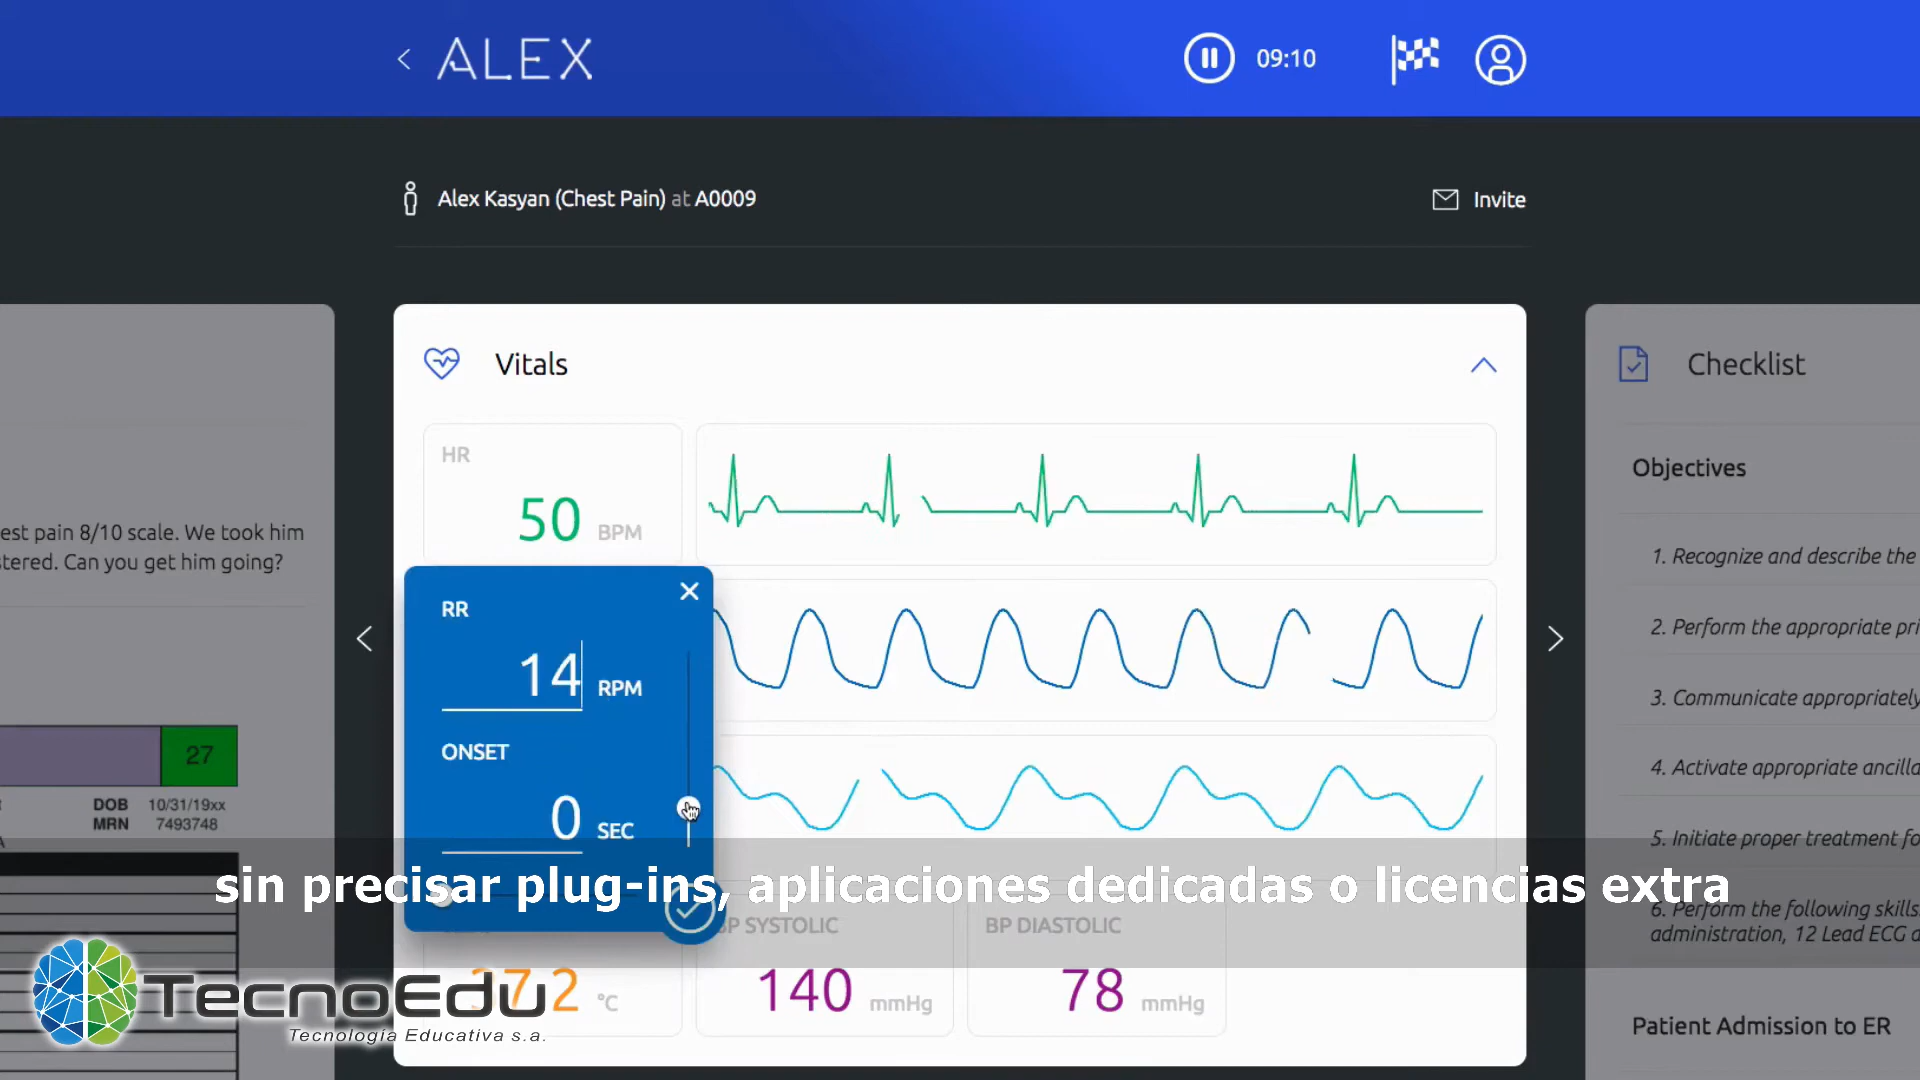 ALEX
09:10
Alex Kasyan (Chest Pain) at A0009
Invite
Vitals
HR
50 BPM
RR
14 RPM
ONSET
0 SEC
BP SYSTOLIC
140 mmHg
BP DIASTOLIC
78 mmHg
°C
est pain 8/10 scale. We took him
tered. Can you get him going?
27
DOB 10/31/19xx
MRN 7493748
Checklist
Objectives
1. Recognize and describe the
2. Perform the appropriate pri
3. Communicate appropriately
4. Activate appropriate ancilla
5. Initiate proper treatment fo
6. Perform the following skills
administration, 12 Lead ECG a
Patient Admission to ER
sin precisar plug-ins, aplicaciones dedicadas o licencias extra
TecnoEdu
Tecnología Educativa s.a.